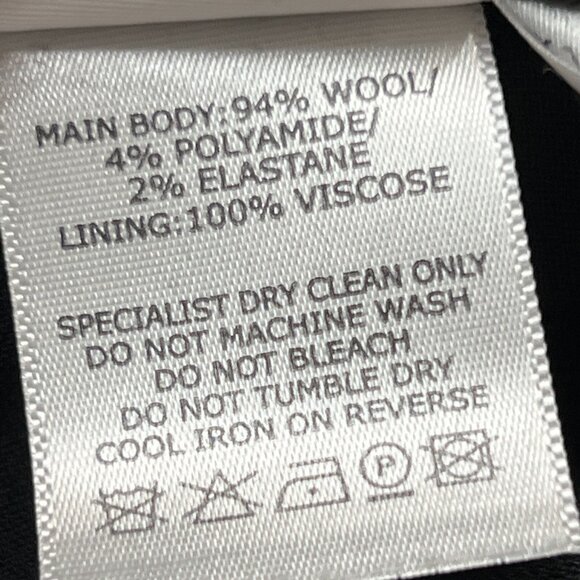 MAIN BODY:94% WOOL/
4% POLYAMIDE/
2% ELASTANE
LINING:100% VISCOSE
SPECIALIST DRY CLEAN ONLY
DO NOT MACHINE WASH
DO NOT BLEACH
DO NOT TUMBLE DRY
COOL IRON ON REVERSE
P